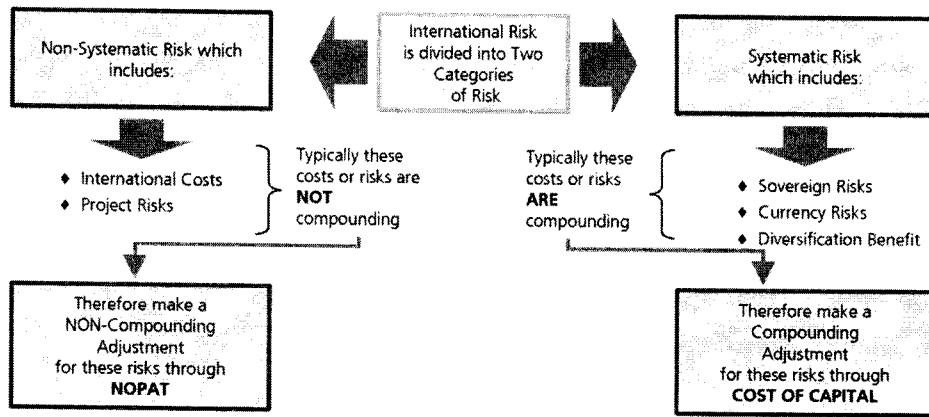 International Risk
is divided into Two
Categories
of Risk
Non-Systematic Risk which
includes:
♦ International Costs
♦ Project Risks
Typically these
costs or risks are
NOT
compounding
Therefore make a
NON-Compounding
Adjustment
for these risks through
NOPAT
Systematic Risk
which includes:
Typically these
costs or risks
ARE
compounding
♦ Sovereign Risks
♦ Currency Risks
♦ Diversification Benefit
Therefore make a
Compounding
Adjustment
for these risks through
COST OF CAPITAL